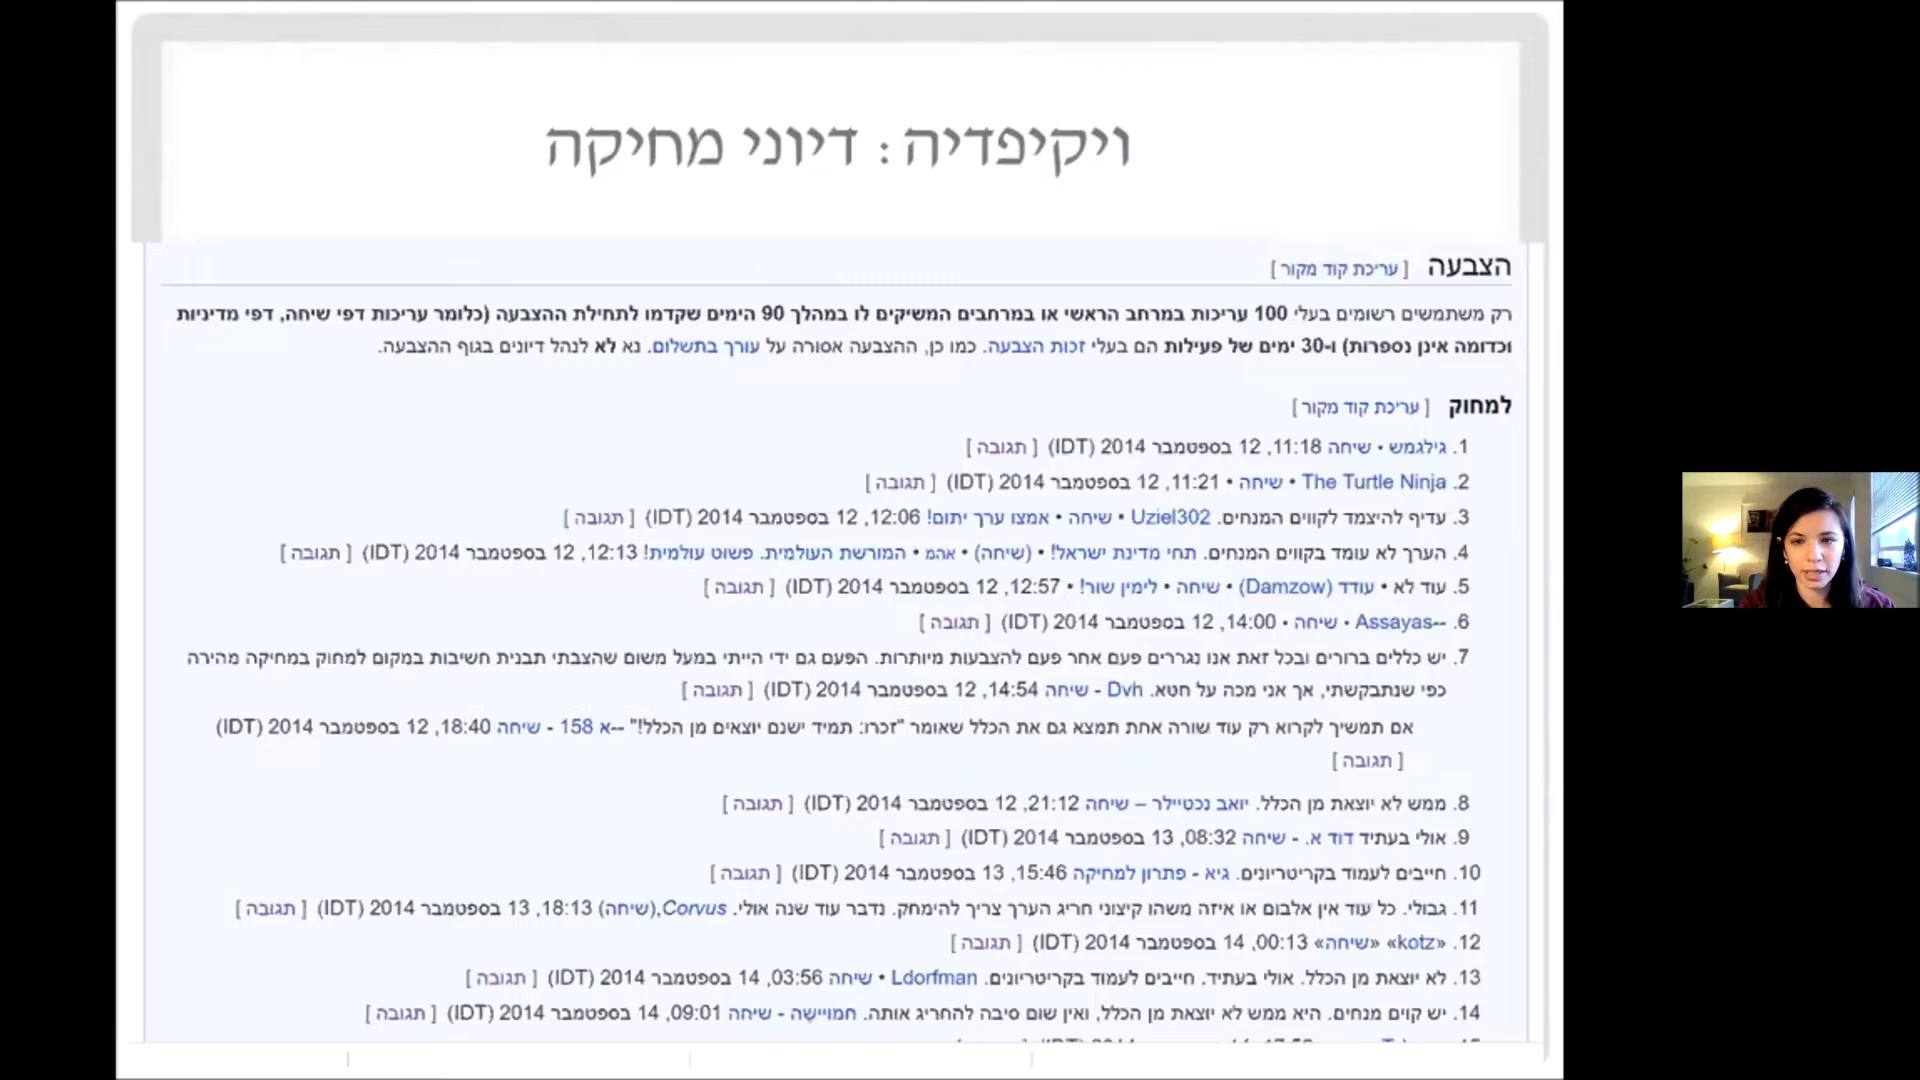 ויקיפדיה: דיוני מחיקה
הצבעה [ עריכת קוד מקור ]
רק משתמשים רשומים בעלי 100 עריכות במרחב הראשי או במרחבים המשיקים לו במהלך 90 הימים שקדמו לתחילת ההצבעה (כלומר עריכות דפי שיחה, דפי מדיניות
וכדומה אינן נספרות) ו-30 ימים של פעילות הם בעלי זכות הצבעה. כמו כן, ההצבעה אסורה על עורך בתשלום. נא לא לנהל דיונים בגוף ההצבעה.
למחוק [ עריכת קוד מקור ]
1. גילגמש • שיחה 11:18, 12 בספטמבר 2014 (IDT) [ תגובה ]
2. The Turtle Ninja • שיחה • 11:21, 12 בספטמבר 2014 (IDT) [ תגובה ]
3. עדיף להיצמד לקווים המנחים. Uziel302 • שיחה • אמצו ערך יתום! 12:06, 12 בספטמבר 2014 (IDT) [ תגובה ]
4. הערך לא עומד בקווים המנחים. תחי מדינת ישראל! • (שיחה) • אהמ • המורשת העולמית. פשוט עולמית! 12:13, 12 בספטמבר 2014 (IDT) [ תגובה ]
5. עוד לא • עודד (Damzow) • שיחה • לימין שור! • 12:57, 12 בספטמבר 2014 (IDT) [ תגובה ]
6. --Assayas • שיחה • 14:00, 12 בספטמבר 2014 (IDT) [ תגובה ]
7. יש כללים ברורים ובכל זאת אנו נגררים פעם אחר פעם להצבעות מיותרות. הפעם גם ידי הייתי במעל משום שהצבתי תבנית חשיבות במקום למחוק במחיקה מהירה
כפי שנתבקשתי, אך אני מכה על חטא. Dvh - שיחה 14:54, 12 בספטמבר 2014 (IDT) [ תגובה ]
אם תמשיך לקרוא רק עוד שורה אחת תמצא גם את הכלל שאומר "זכרו: תמיד ישנם יוצאים מן הכלל!" --א 158 - שיחה 18:40, 12 בספטמבר 2014 (IDT)
[ תגובה ]
8. ממש לא יוצאת מן הכלל. יואב נכטיילר – שיחה 21:12, 12 בספטמבר 2014 (IDT) [ תגובה ]
9. אולי בעתיד דוד א. - שיחה 08:32, 13 בספטמבר 2014 (IDT) [ תגובה ]
10. חייבים לעמוד בקריטריונים. גיא - פתרון למחיקה 15:46, 13 בספטמבר 2014 (IDT) [ תגובה ]
11. גבולי. כל עוד אין אלבום או איזה משהו קיצוני חריג הערך צריך להימחק. נדבר עוד שנה אולי. Corvus,(שיחה) 18:13, 13 בספטמבר 2014 (IDT) [ תגובה ]
12. «kotz» «שיחה» 00:13, 14 בספטמבר 2014 (IDT) [ תגובה ]
13. לא יוצאת מן הכלל. אולי בעתיד. חייבים לעמוד בקריטריונים. Ldorfman • שיחה 03:56, 14 בספטמבר 2014 (IDT) [ תגובה ]
14. יש קווים מנחים. היא ממש לא יוצאת מן הכלל, ואין שום סיבה להחריג אותה. חמויישֶה - שיחה 09:01, 14 בספטמבר 2014 (IDT) [ תגובה ]